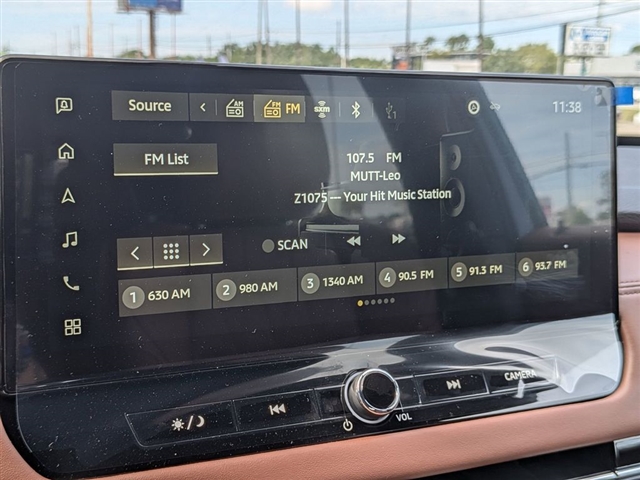 Source AM FM sxm 1 11:38
FM List
107.5 FM
MUTT-Leo
Z1075 --- Your Hit Music Station
SCAN
1 630 AM 2 980 AM 3 1340 AM 4 90.5 FM 5 91.3 FM 6 93.7 FM
CAMERA
VOL